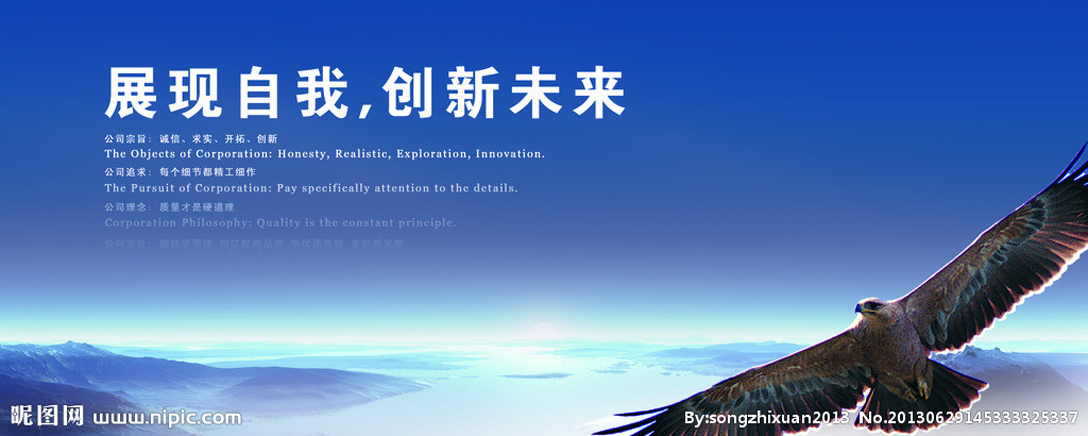 展现自我,创新未来
公司宗旨：诚信、求实、开拓、创新
The Objects of Corporation: Honesty, Realistic, Exploration, Innovation.
公司追求：每个细节都精工细作
The Pursuit of Corporation: Pay specifically attention to the details.
公司理念：质量才是硬道理
Corporation Philosophy: Quality is the constant principle.
公司方针：
昵图网 www.nipic.com
By:songzhixuan2013 No.20130629145333325337